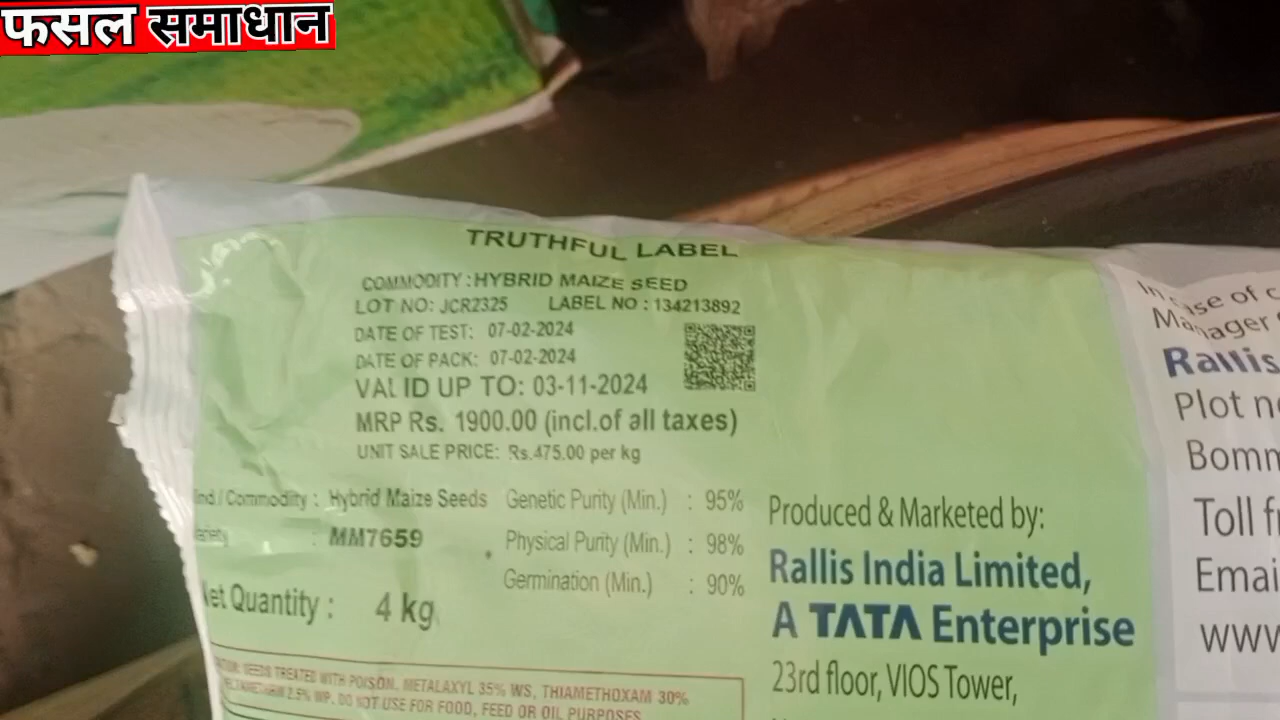 फसल समाधान
TRUTHFUL LABEL
COMMODITY : HYBRID MAIZE SEED
LOT NO: JCR2325 LABEL NO : 134213892
DATE OF TEST: 07-02-2024
DATE OF PACK: 07-02-2024
VALID UP TO: 03-11-2024
MRP Rs. 1900.00 (incl.of all taxes)
UNIT SALE PRICE: Rs.475.00 per kg
/ Commodity : Hybrid Maize Seeds Genetic Purity (Min.) : 95%
: MM7659 Physical Purity (Min.) : 98%
Germination (Min.) : 90%
Net Quantity : 4 kg
SEEDS TREATED WITH POISON, METALAXYL 35% WS, THIAMETHOXAM 30%
2.5% WP. DO NOT USE FOR FOOD, FEED OR OIL PURPOSES
Produced & Marketed by:
Rallis India Limited,
A TATA Enterprise
23rd floor, VIOS Tower,
In case of
Manager
Rallis
Plot
Toll
www